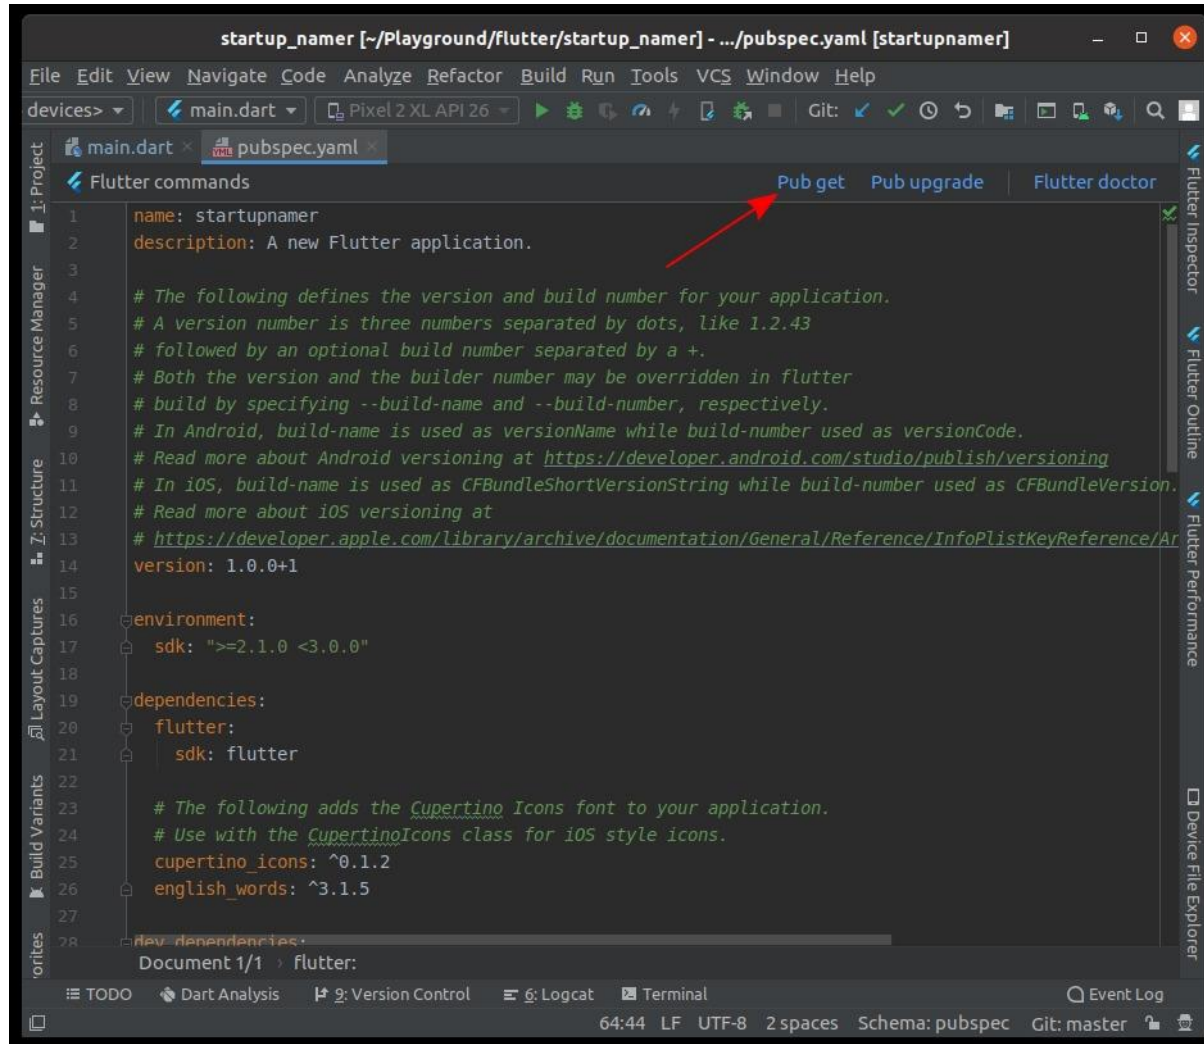 startup_namer [~/Playground/flutter/startup_namer] - .../pubspec.yaml [startupnamer]
File Edit View Navigate Code Analyze Refactor Build Run Tools VCS Window Help
devices> main.dart Pixel 2 XL API 26 Git:
main.dart pubspec.yaml
Flutter commands Pub get Pub upgrade Flutter doctor
1 name: startupnamer
2 description: A new Flutter application.
3
4 # The following defines the version and build number for your application.
5 # A version number is three numbers separated by dots, like 1.2.43
6 # followed by an optional build number separated by a +.
7 # Both the version and the builder number may be overridden in flutter
8 # build by specifying --build-name and --build-number, respectively.
9 # In Android, build-name is used as versionName while build-number used as versionCode.
10 # Read more about Android versioning at https://developer.android.com/studio/publish/versioning
11 # In iOS, build-name is used as CFBundleShortVersionString while build-number used as CFBundleVersion.
12 # Read more about iOS versioning at
13 # https://developer.apple.com/library/archive/documentation/General/Reference/InfoPlistKeyReference/Ar
14 version: 1.0.0+1
15
16 environment:
17 sdk: ">=2.1.0 <3.0.0"
18
19 dependencies:
20 flutter:
21 sdk: flutter
22
23 # The following adds the Cupertino Icons font to your application.
24 # Use with the CupertinoIcons class for iOS style icons.
25 cupertino_icons: ^0.1.2
26 english_words: ^3.1.5
27
28 dev_dependencies:
Document 1/1 flutter:
TODO Dart Analysis 9: Version Control 6: Logcat Terminal Event Log
64:44 LF UTF-8 2 spaces Schema: pubspec Git: master
1: Project
Resource Manager
7: Structure
Layout Captures
Build Variants
orites
Flutter Inspector
Flutter Outline
Flutter Performance
Device File Explorer